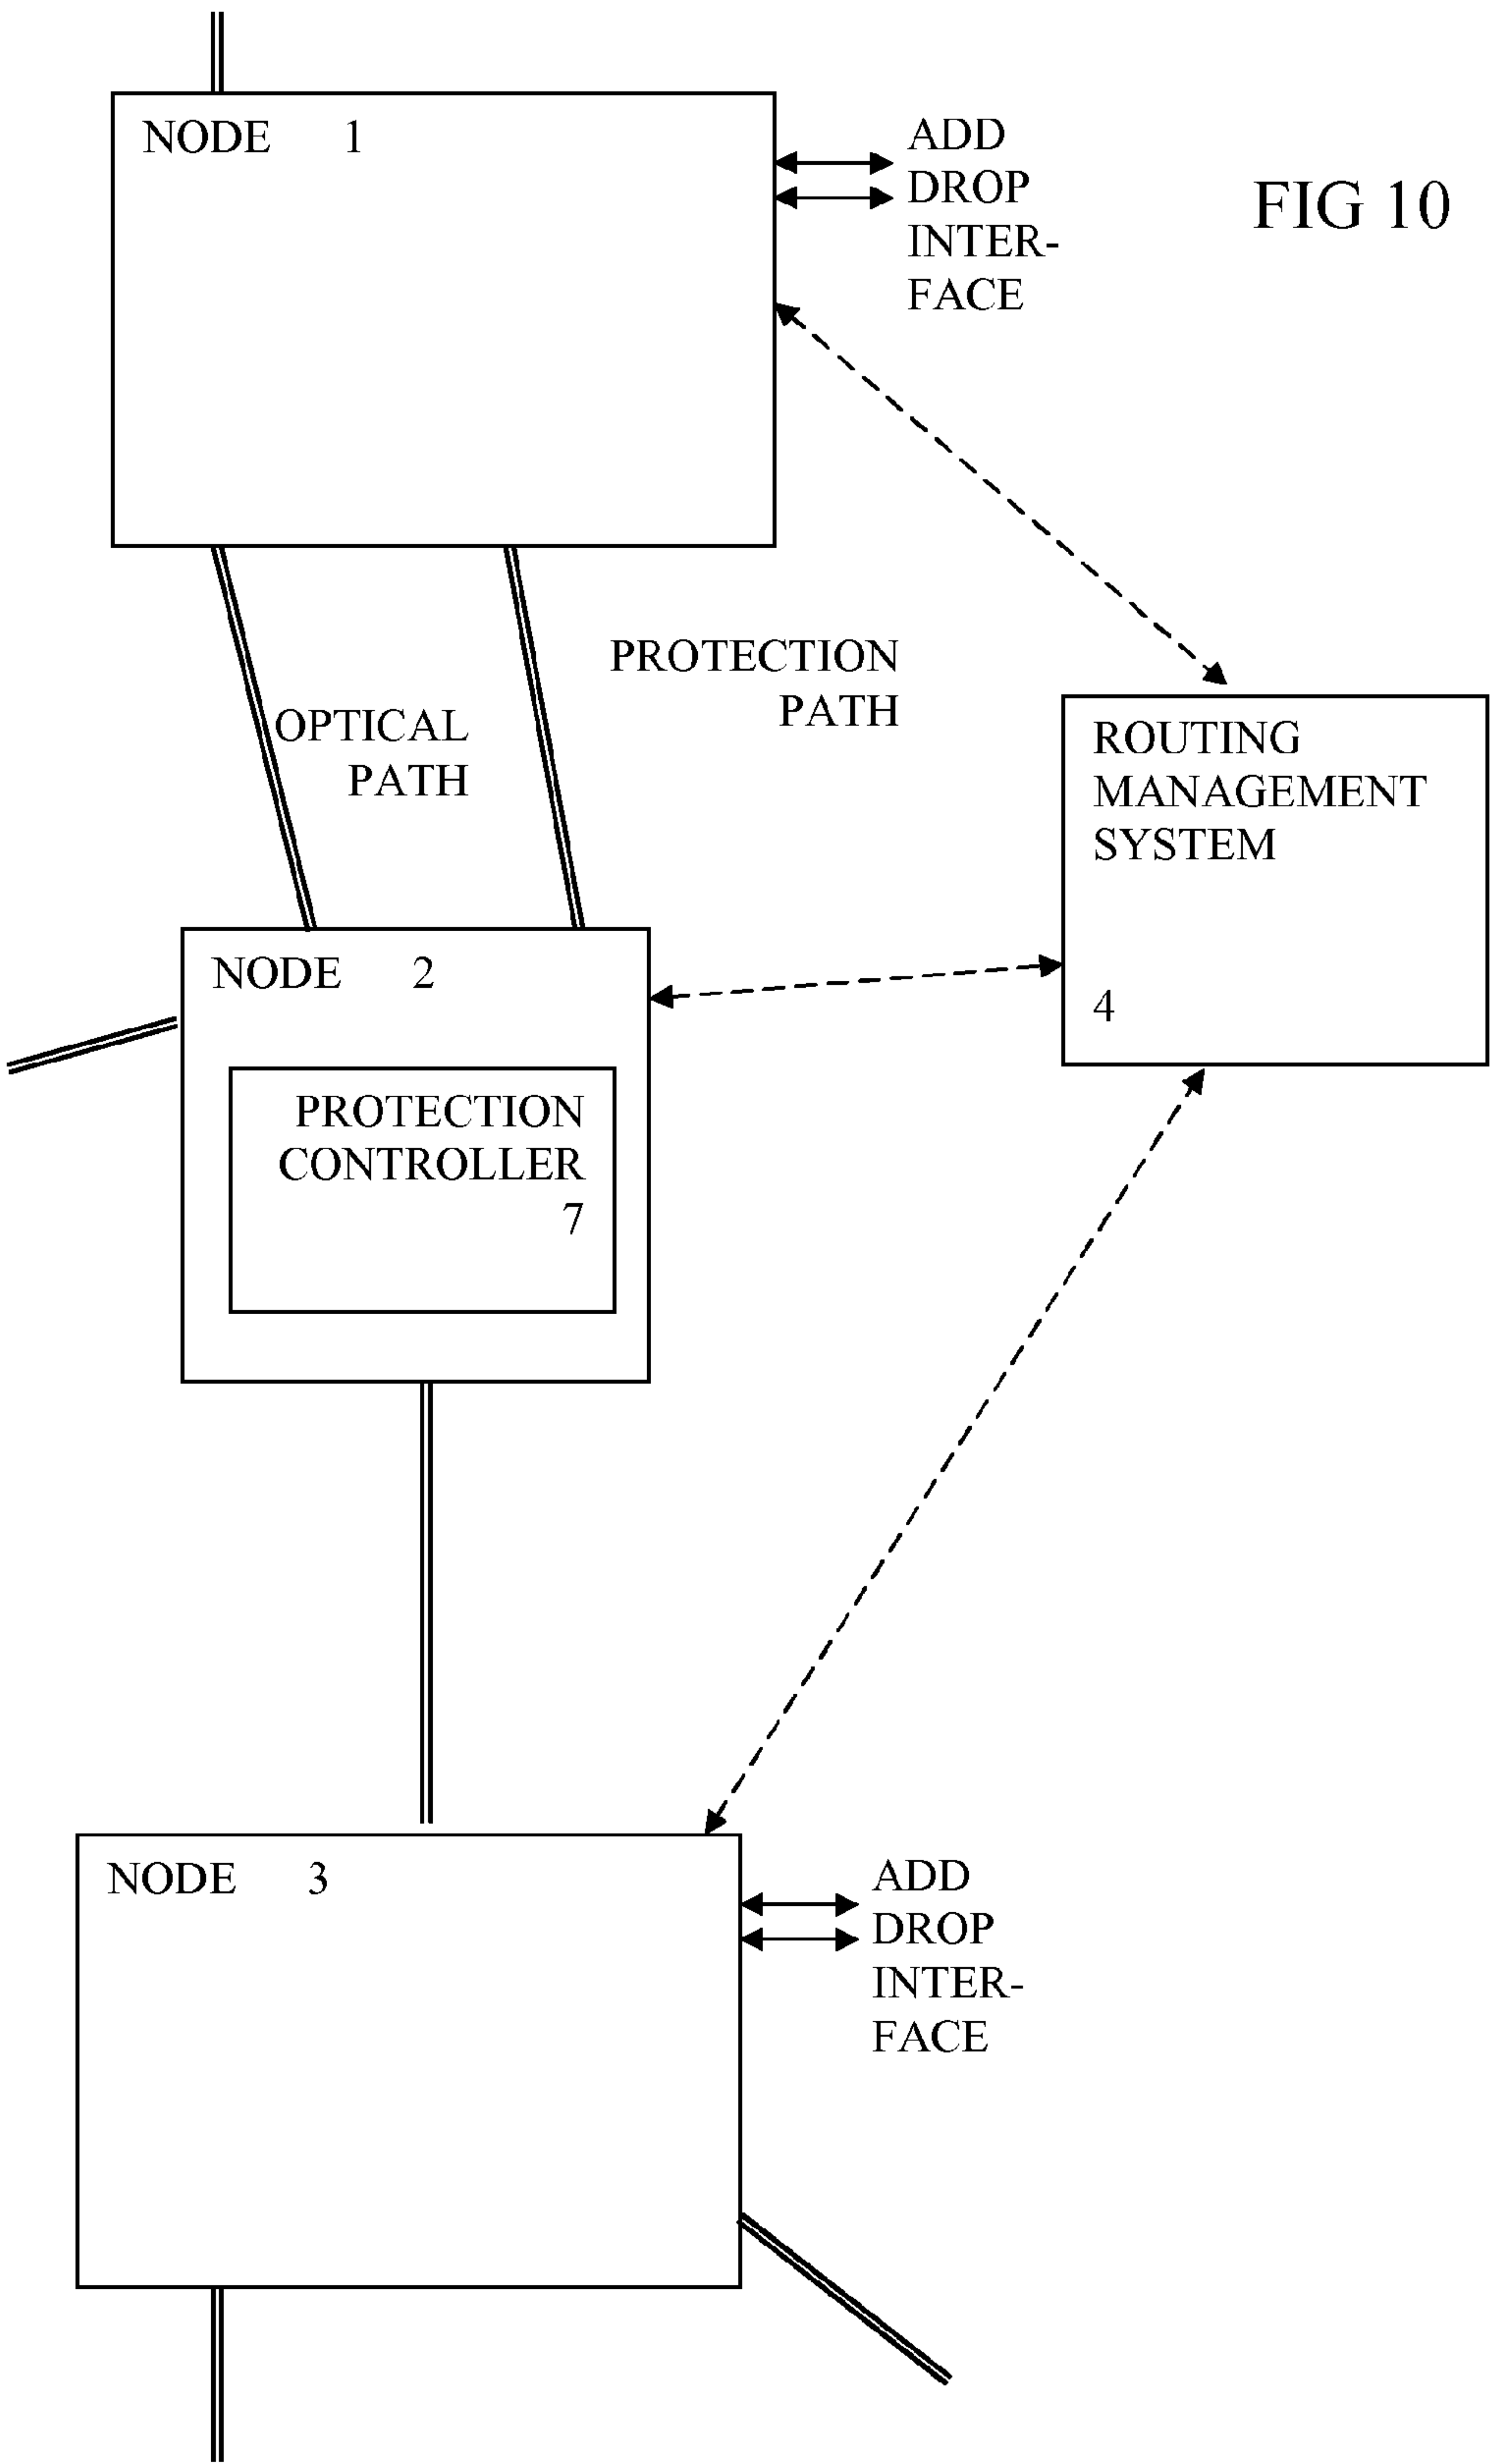 NODE 1
ADD
DROP
INTER-
FACE
FIG 10
OPTICAL
PATH
PROTECTION
PATH
ROUTING
MANAGEMENT
SYSTEM
4
NODE 2
PROTECTION
CONTROLLER
7
NODE 3
ADD
DROP
INTER-
FACE